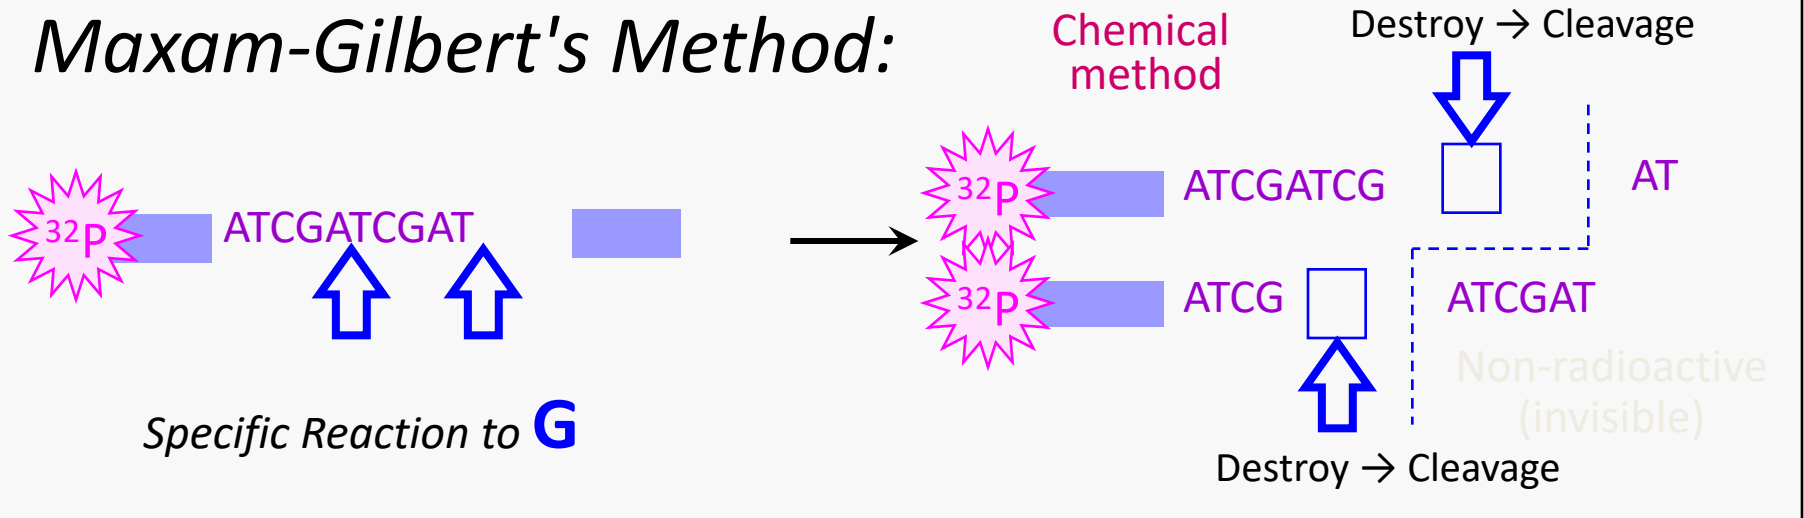 Maxam-Gilbert's Method:
Chemical
method
Destroy → Cleavage
32P
ATCGATCGAT
32P
ATCGATCG
AT
32P
ATCG
ATCGAT
Non-radioactive
(invisible)
Specific Reaction to G
Destroy → Cleavage